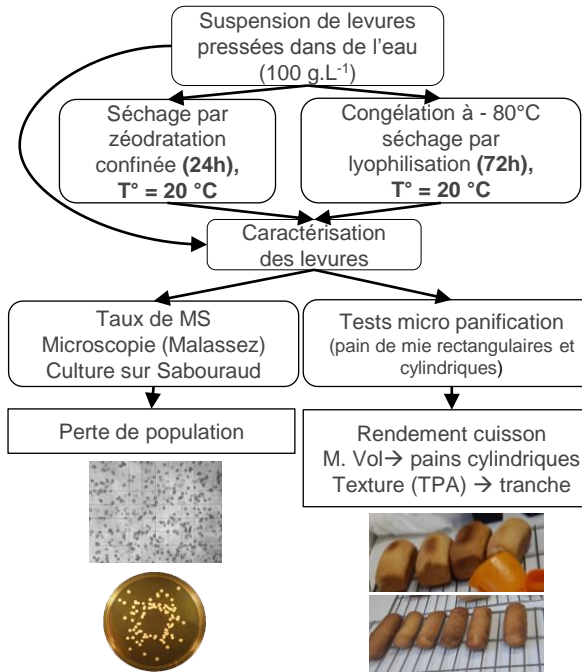 Suspension de levures
pressées dans de l'eau
(100 g.L⁻¹)
Séchage par
zéodratation
confinée (24h),
T° = 20 °C
Congélation à - 80°C
séchage par
lyophilisation (72h),
T° = 20 °C
Caractérisation
des levures
Taux de MS
Microscopie (Malassez)
Culture sur Sabouraud
Tests micro panification
(pain de mie rectangulaires et
cylindriques)
Perte de population
Rendement cuisson
M. Vol→ pains cylindriques
Texture (TPA) → tranche